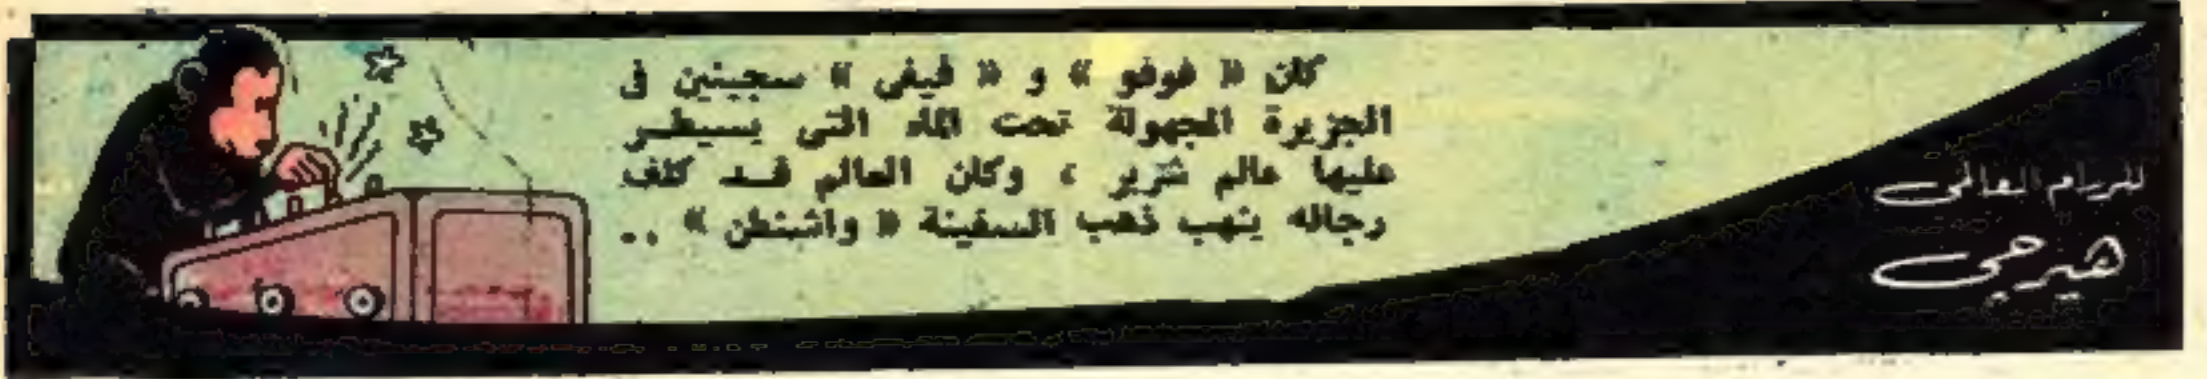 كان « فوفو » و « فيفى » سجينين فى
الجزيرة المجهولة تحت الماء التى يسيطر
عليها عالم شرير ، وكان العالم قد كلف
رجاله بنهب ذهب السفينة « واشنطن » ..
للرسام العالمى
هيرجى